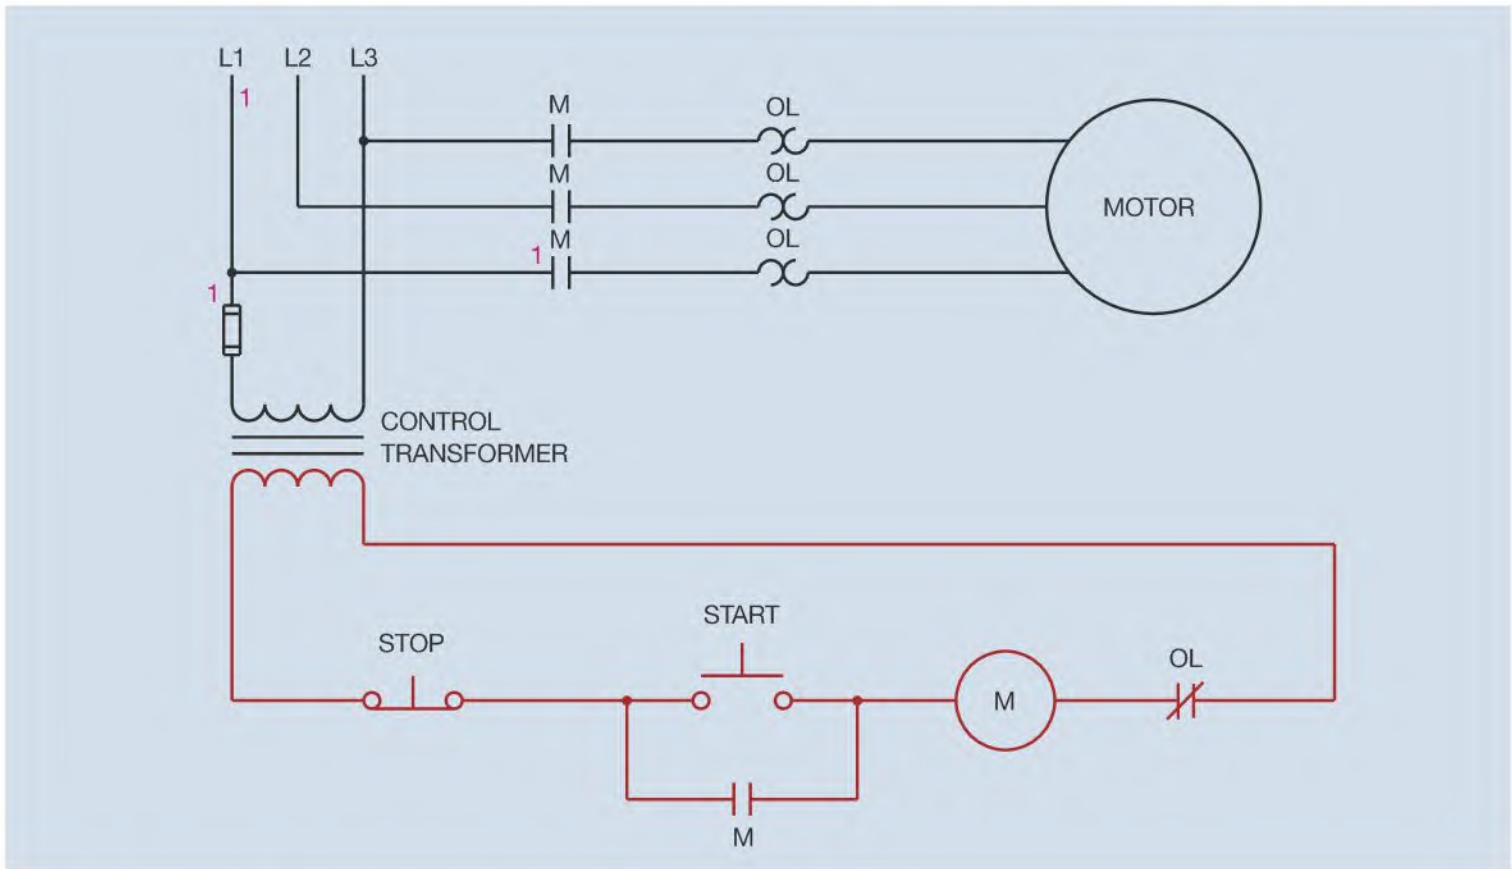 L1 L2 L3
1
M OL
M OL
MOTOR
1 M OL
1
CONTROL
TRANSFORMER
START
STOP
OL
M
M